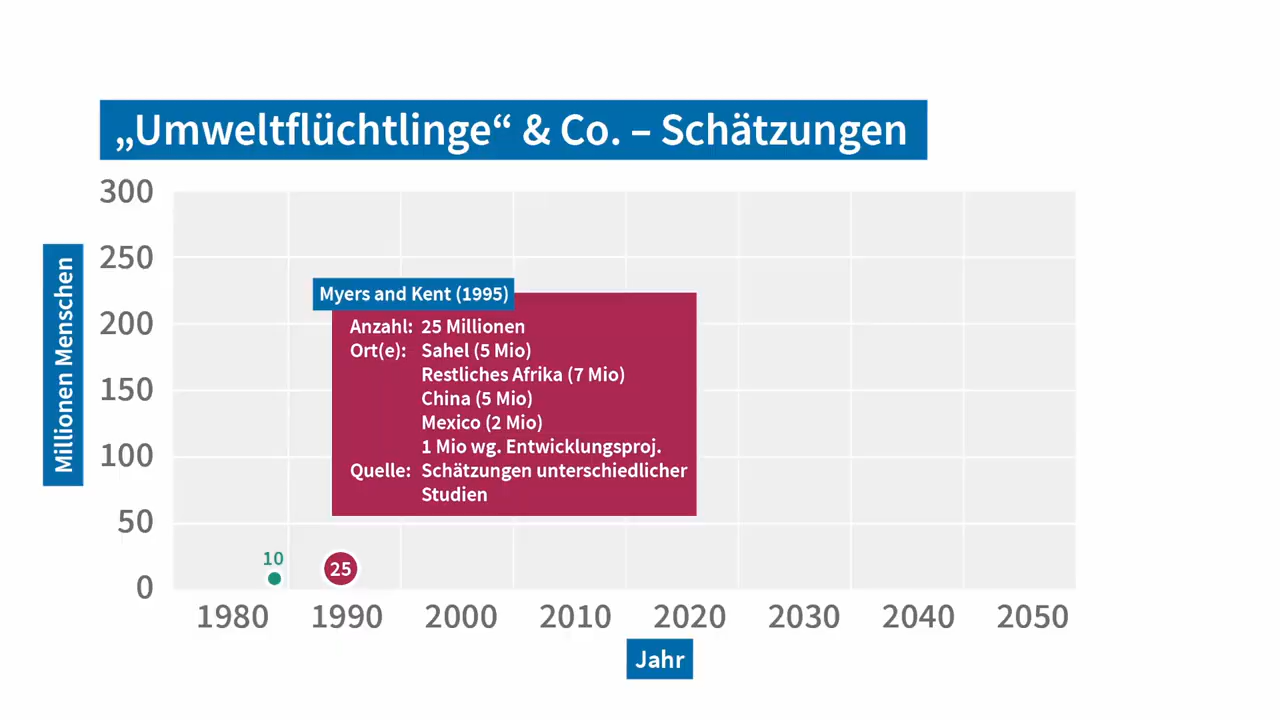 „Umweltflüchtlinge“ & Co. – Schätzungen
300
250
200
150
100
50
0
Millionen Menschen
Myers and Kent (1995)
Anzahl: 25 Millionen
Ort(e): Sahel (5 Mio)
Restliches Afrika (7 Mio)
China (5 Mio)
Mexico (2 Mio)
1 Mio wg. Entwicklungsproj.
Quelle: Schätzungen unterschiedlicher
Studien
10
25
1980 1990 2000 2010 2020 2030 2040 2050
Jahr